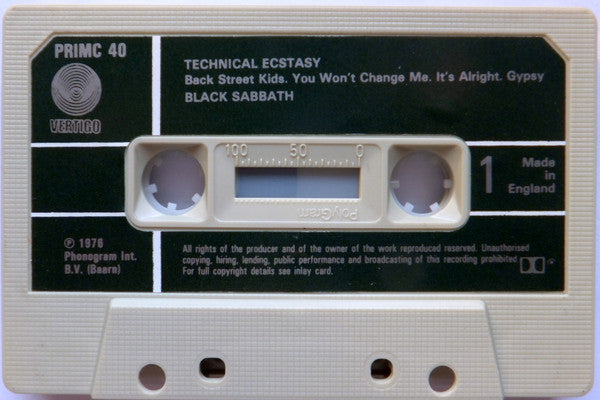 PRIMC 40
VERTIGO
TECHNICAL ECSTASY
Back Street Kids. You Won't Change Me. It's Alright. Gypsy
BLACK SABBATH
100 50 0
PolyGram
1
Made
in
England
℗ 1976
Phonogram Int.
B.V. (Baarn)
All rights of the producer and of the owner of the work reproduced reserved. Unauthorised
copying, hiring, lending, public performance and broadcasting of this recording prohibited
For full copyright details see inlay card.